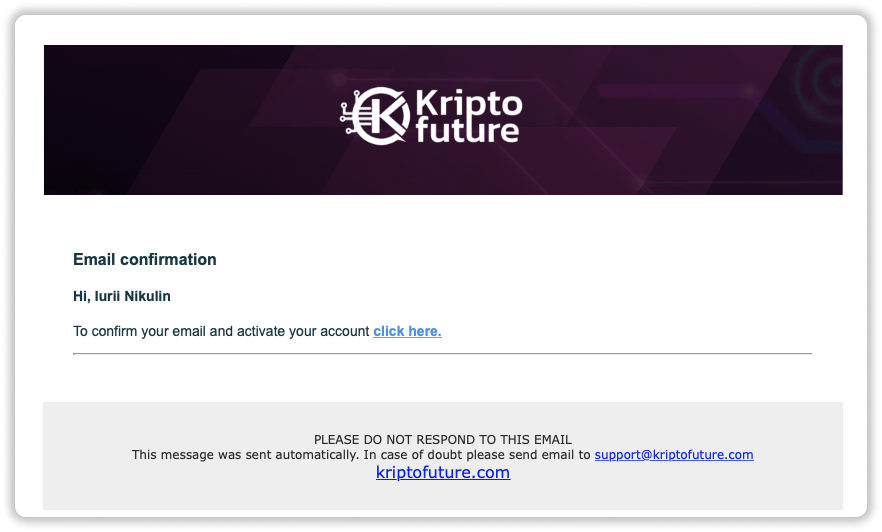 Kripto
future
Email confirmation
Hi, Iurii Nikulin
To confirm your email and activate your account click here.
PLEASE DO NOT RESPOND TO THIS EMAIL
This message was sent automatically. In case of doubt please send email to support@kriptofuture.com
kriptofuture.com